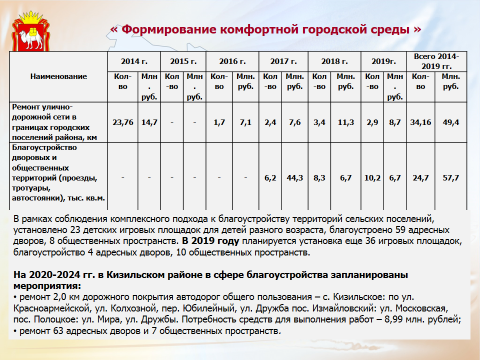 « Формирование комфортной городской среды »
Наименование 2014 г. 2015 г. 2016 г. 2017 г. 2018 г. 2019г. Всего 2014-2019 гг.
Кол-во Млн. руб. Кол-во Млн. руб. Кол-во Млн. руб. Кол-во Млн. руб. Кол-во Млн. руб. Кол-во Млн. руб. Кол-во Млн. руб.
Ремонт улично-
дорожной сети в
границах городских
поселений района, км
23,76 14,7 - - 1,7 7,1 2,4 7,6 3,4 11,3 2,9 8,7 34,16 49,4
Благоустройство
дворовых и
общественных
территорий (проезды,
тротуары,
автостоянки), тыс. кв.м.
- - - - - - 6,2 44,3 8,3 6,7 10,2 6,7 24,7 57,7
В рамках соблюдения комплексного подхода к благоустройству территорий сельских поселений,
установлено 23 детских игровых площадок для детей разного возраста, благоустроено 59 адресных
дворов, 8 общественных пространств. В 2019 году планируется установка еще 36 игровых площадок,
благоустройство 4 адресных дворов, 10 общественных пространств.
На 2020-2024 гг. в Кизильском районе в сфере благоустройства запланированы
мероприятия:
• ремонт 2,0 км дорожного покрытия автодорог общего пользования – с. Кизильское: по ул.
Красноармейской, ул. Колхозной, пер. Юбилейный, ул. Дружба пос. Измайловский: ул. Московская,
пос. Полоцкое: ул. Мира, ул. Дружбы. Потребность средств для выполнения работ – 8,99 млн. рублей;
• ремонт 63 адресных дворов и 7 общественных пространств.